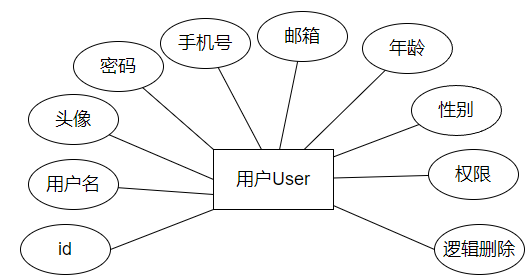 邮箱
手机号
年龄
密码
头像
性别
用户User
权限
用户名
id
逻辑删除